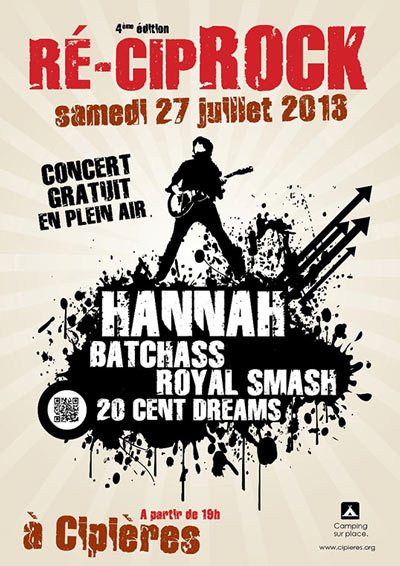 4ème édition
RÉ-CIPROCK
samedi 27 juillet 2013
CONCERT
GRATUIT
EN PLEIN AIR
HANNAH
BATCHASS
ROYAL SMASH
20 CENT DREAMS
A partir de 19h
à Cipières
Camping
sur place.
www.cipieres.org